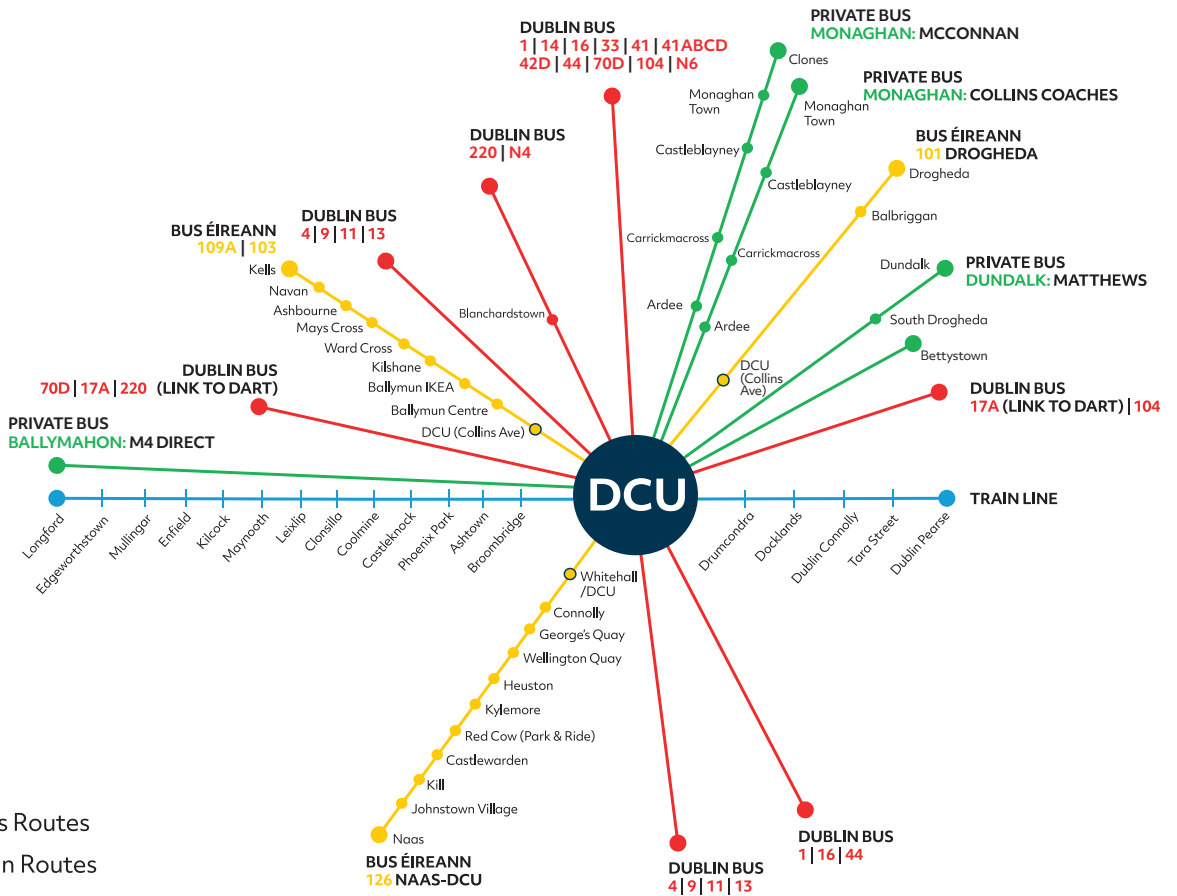 DUBLIN BUS
1 | 14 | 16 | 33 | 41 | 41ABCD
42D | 44 | 70D | 104 | N6
PRIVATE BUS
MONAGHAN: MCCONNAN
Clones
Monaghan
Town
Castleblayney
Carrickmacross
Ardee
PRIVATE BUS
MONAGHAN: COLLINS COACHES
Monaghan
Town
Castleblayney
Carrickmacross
Ardee
BUS ÉIREANN
101 DROGHEDA
Drogheda
Balbriggan
DCU
(Collins
Ave)
DUBLIN BUS
220 | N4
Blanchardstown
DUBLIN BUS
4 | 9 | 11 | 13
BUS ÉIREANN
109A | 103
Kells
Navan
Ashbourne
Mays Cross
Ward Cross
Kilshane
Ballymun IKEA
Ballymun Centre
DCU (Collins Ave)
PRIVATE BUS
DUNDALK: MATTHEWS
Dundalk
South Drogheda
Bettystown
DUBLIN BUS
70D | 17A | 220 (LINK TO DART)
DUBLIN BUS
17A (LINK TO DART) | 104
PRIVATE BUS
BALLYMAHON: M4 DIRECT
DCU
TRAIN LINE
Longford
Edgeworthstown
Mullingar
Enfield
Kilcock
Maynooth
Leixlip
Clonsilla
Coolmine
Castleknock
Phoenix Park
Ashtown
Broombridge
Drumcondra
Docklands
Dublin Connolly
Tara Street
Dublin Pearse
Whitehall
/DCU
Connolly
George's Quay
Wellington Quay
Heuston
Kylemore
Red Cow (Park & Ride)
Castlewarden
Kill
Johnstown Village
Naas
BUS ÉIREANN
126 NAAS-DCU
DUBLIN BUS
4 | 9 | 11 | 13
DUBLIN BUS
1 | 16 | 44
s Routes
n Routes